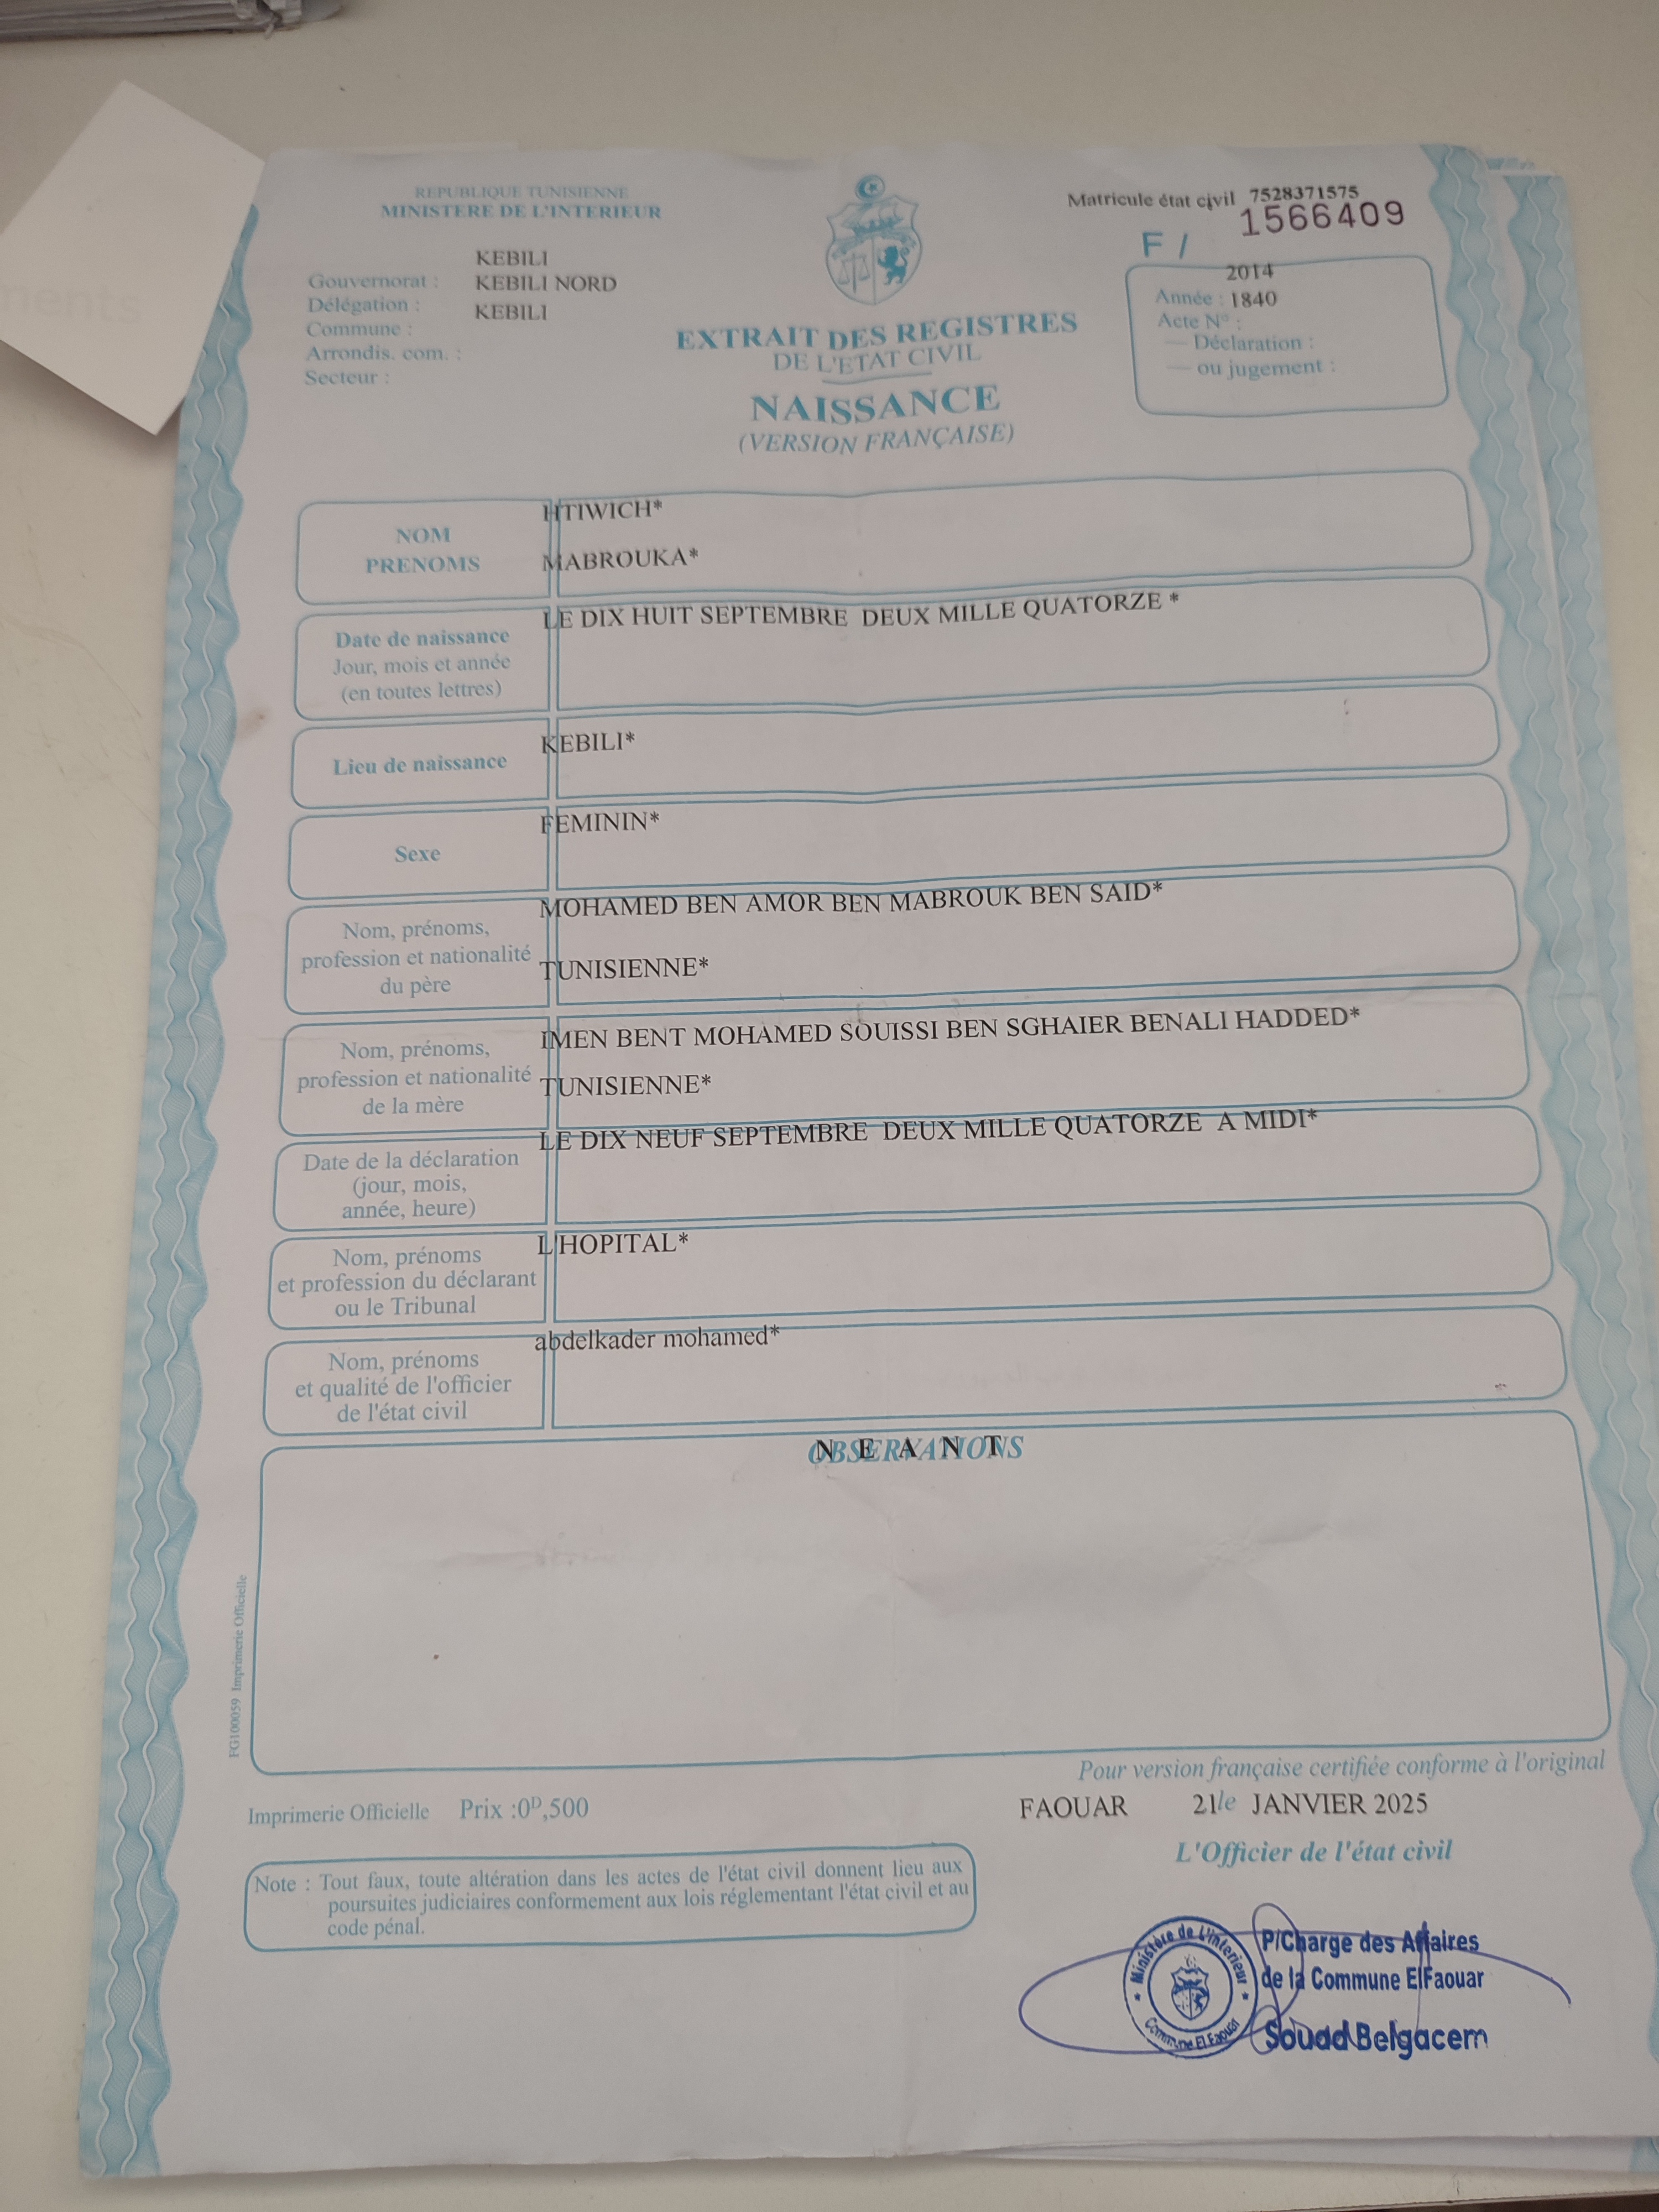 REPUBLIQUE TUNISIENNE
MINISTERE DE L'INTERIEUR
Matricule état civil 7528371575
1566409
F /
KEBILI
Gouvernorat : KEBILI NORD
Délégation :
KEBILI
Commune :
Arrondis. com. :
Secteur :
2014
Année : 1840
Acte N° :
— Déclaration :
— ou jugement :
EXTRAIT DES REGISTRES
DE L'ETAT CIVIL
NAISSANCE
(VERSION FRANÇAISE)
NOM
PRENOMS
HTIWICH*
MABROUKA*
Date de naissance
Jour, mois et année
(en toutes lettres)
LE DIX HUIT SEPTEMBRE DEUX MILLE QUATORZE *
Lieu de naissance
KEBILI*
Sexe
FEMININ*
Nom, prénoms,
profession et nationalité
du père
MOHAMED BEN AMOR BEN MABROUK BEN SAID*
TUNISIENNE*
Nom, prénoms,
profession et nationalité
de la mère
IMEN BENT MOHAMED SOUISSI BEN SGHAIER BENALI HADDED*
TUNISIENNE*
Date de la déclaration
(jour, mois,
année, heure)
LE DIX NEUF SEPTEMBRE DEUX MILLE QUATORZE A MIDI*
Nom, prénoms
et profession du déclarant
ou le Tribunal
L'HOPITAL*
Nom, prénoms
et qualité de l'officier
de l'état civil
abdelkader mohamed*
OBSERVATIONS
N E A N T
FG100059 Imprimerie Officielle
Pour version française certifiée conforme à l'original
Imprimerie Officielle Prix :0D,500
FAOUAR 21 le JANVIER 2025
L'Officier de l'état civil
Note : Tout faux, toute altération dans les actes de l'état civil donnent lieu aux
poursuites judiciaires conformement aux lois réglementant l'état civil et au
code pénal.
Ministère de L'interieur
Commune El Faouar
P/Charge des Affaires
de la Commune ElFaouar
Souad Belgacem
ments